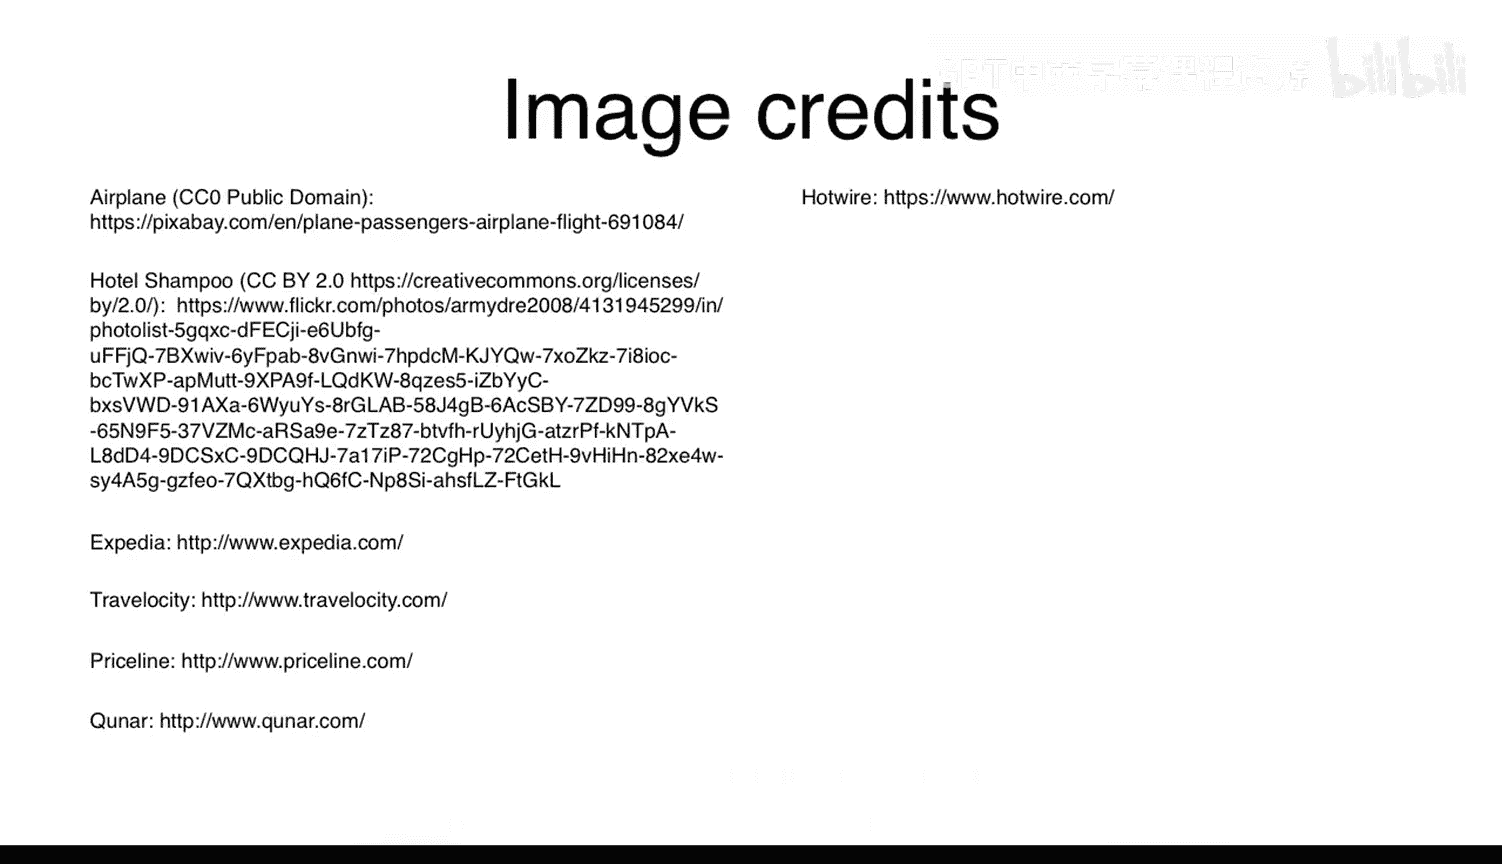 Image credits
Airplane (CC0 Public Domain):
https://pixabay.com/en/plane-passengers-airplane-flight-691084/
Hotel Shampoo (CC BY 2.0 https://creativecommons.org/licenses/
by/2.0/):  https://www.flickr.com/photos/armydre2008/4131945299/in/
photolist-5gqxc-dFECji-e6Ubfg-
uFFjQ-7BXwiv-6yFpab-8vGnwi-7hpdcM-KJYQw-7xoZkz-7i8ioc-
bcTwXP-apMutt-9XPA9f-LQdKW-8qzes5-iZbYyC-
bxsVWD-91AXa-6WyuYs-8rGLAB-58J4gB-6AcSBY-7ZD99-8gYVkS
-65N9F5-37VZMc-aRSa9e-7zTz87-btvfh-rUyhjG-atzrPf-kNTpA-
L8dD4-9DCSxC-9DCQHJ-7a17iP-72CgHp-72CetH-9vHiHn-82xe4w-
sy4A5g-gzfeo-7QXtbg-hQ6fC-Np8Si-ahsfLZ-FtGkL
Expedia: http://www.expedia.com/
Travelocity: http://www.travelocity.com/
Priceline: http://www.priceline.com/
Qunar: http://www.qunar.com/
Hotwire: https://www.hotwire.com/
bilibili